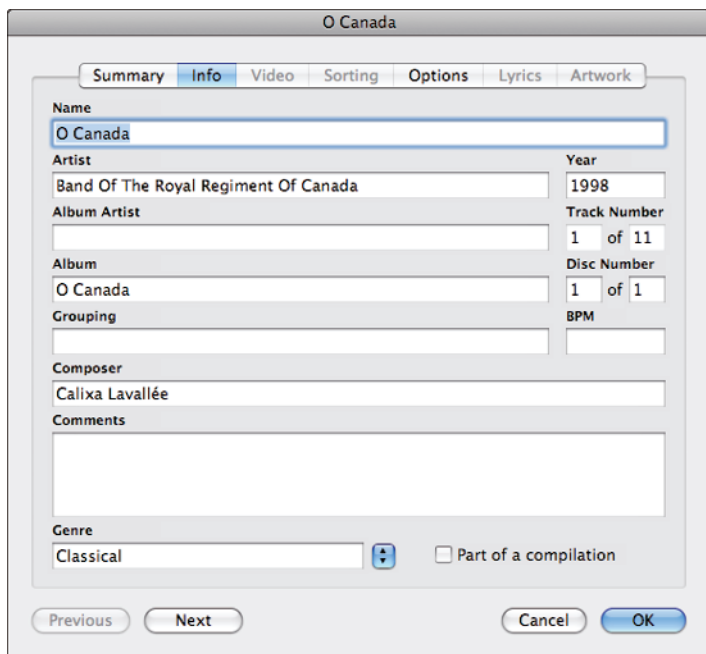 O Canada
Summary Info Video Sorting Options Lyrics Artwork
Name
O Canada
Artist Year
Band Of The Royal Regiment Of Canada 1998
Album Artist Track Number
1 of 11
Album Disc Number
O Canada 1 of 1
Grouping BPM
Composer
Calixa Lavallée
Comments
Genre
Classical Part of a compilation
Previous Next Cancel OK